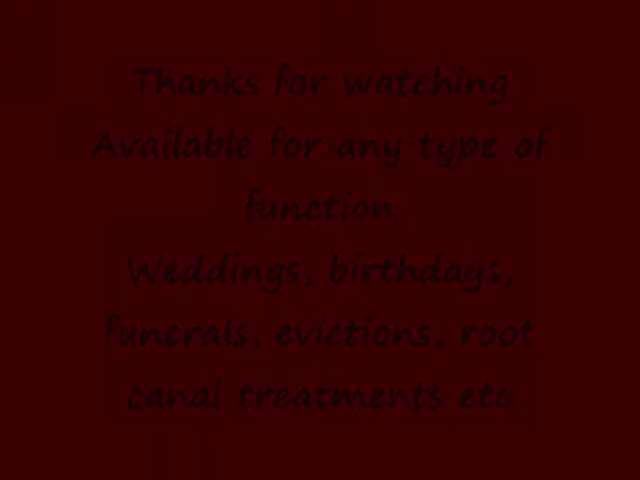 Thanks for watching
Available for any type of
function
Weddings, birthdays,
funerals, evictions, root
canal treatments etc